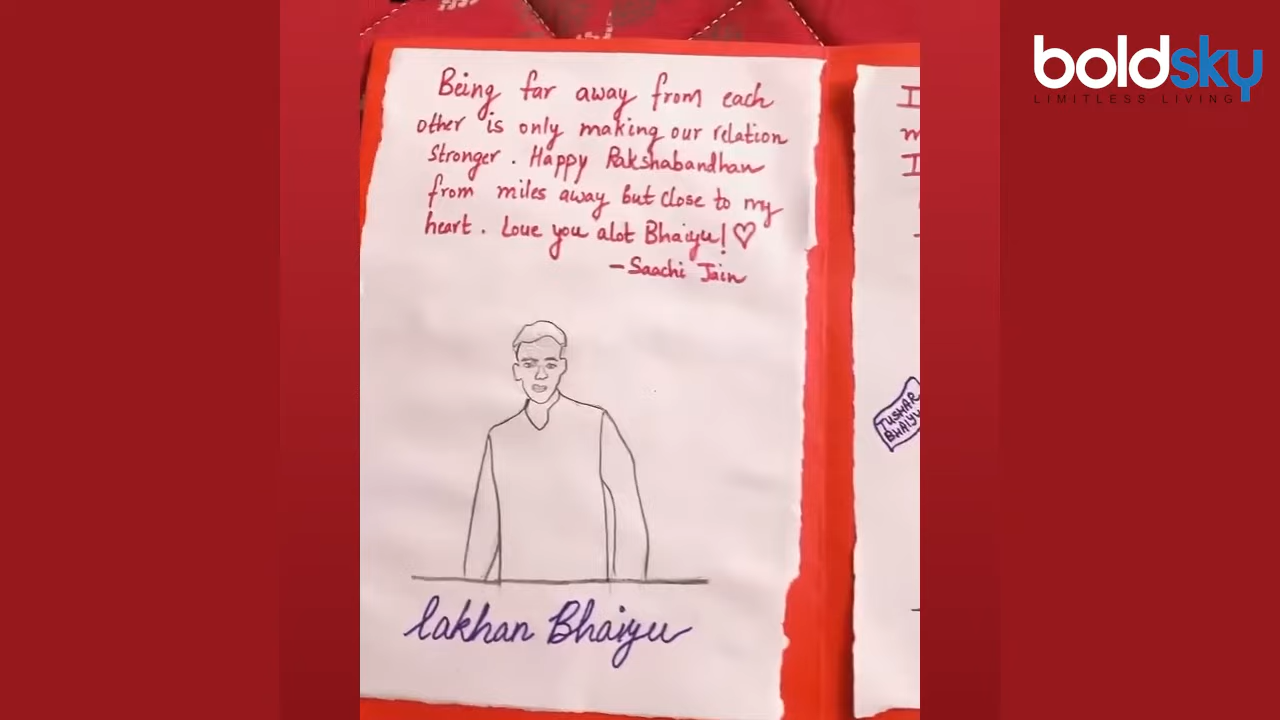 Being far away from each
other is only making our relation
stronger. Happy Rakshabandhan
from miles away but close to my
heart. Love you alot Bhaiyu! ♡
- Saachi Jain
lakhan Bhaiyu
I
m
I
TUSHAR
BHAIYU
boldsky
LIMITLESS LIVING